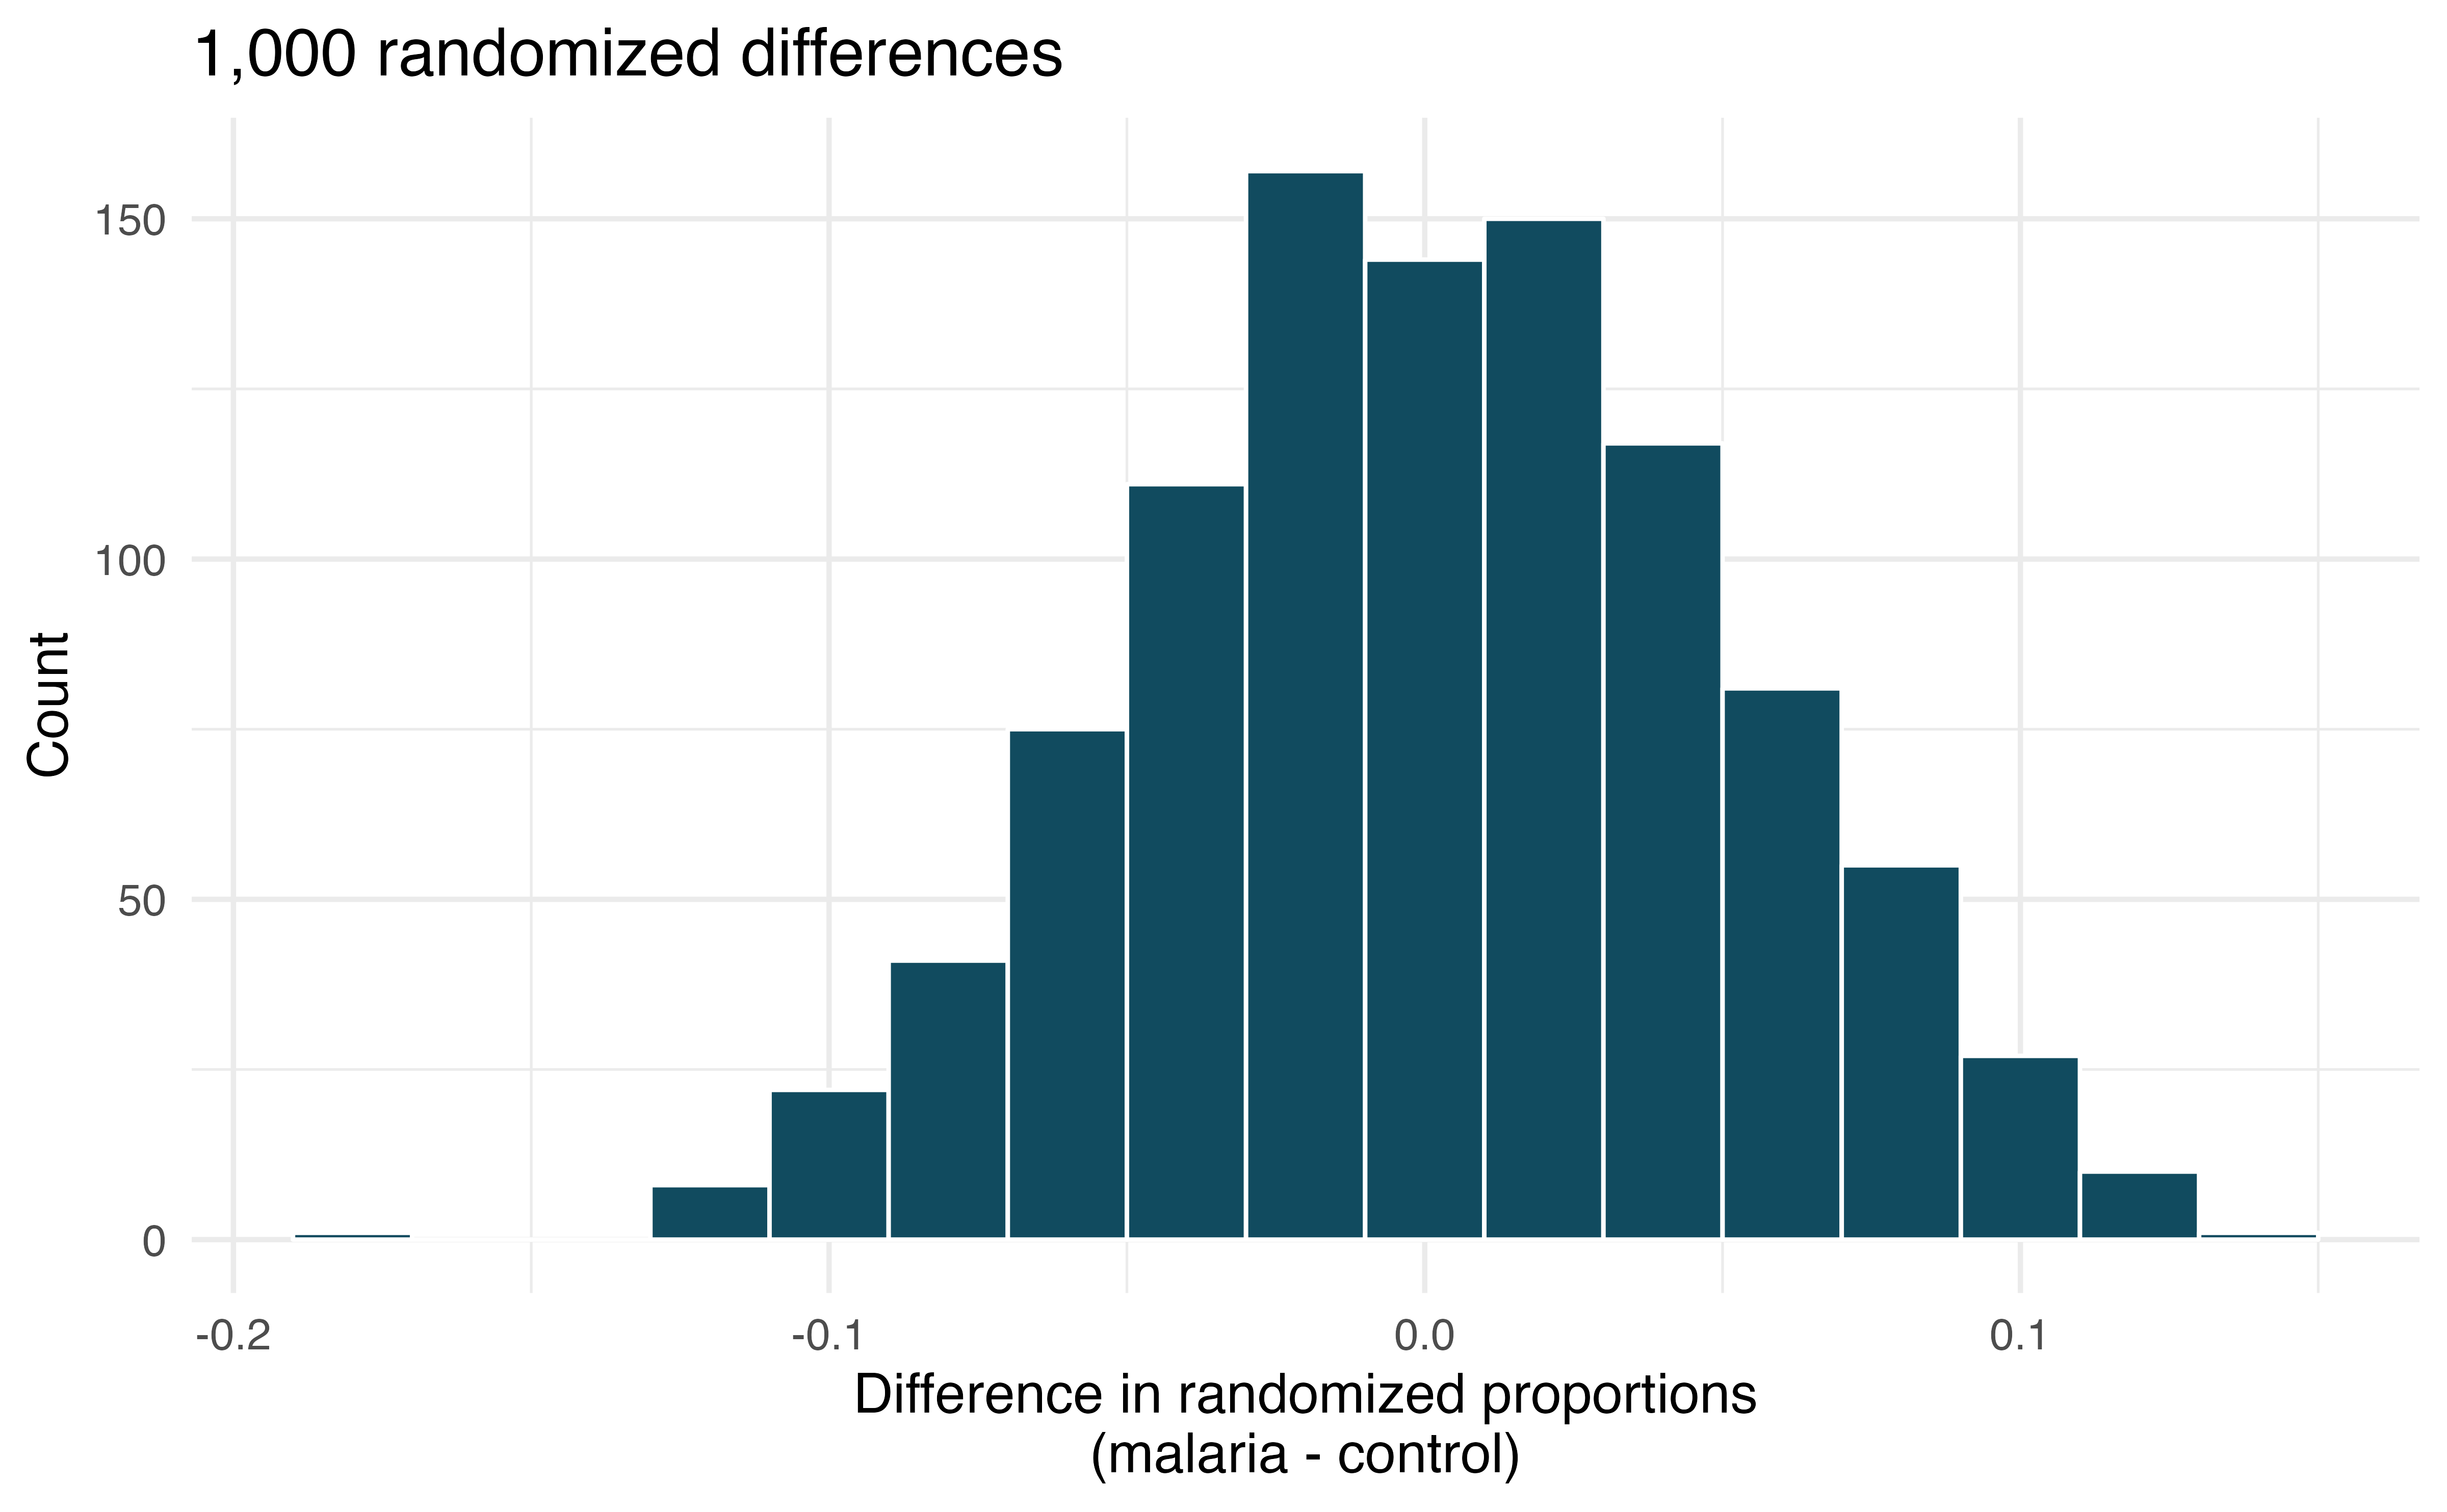 1,000 randomized differences
Count
150
100
50
0
-0.2 -0.1 0.0 0.1
Difference in randomized proportions
(malaria - control)